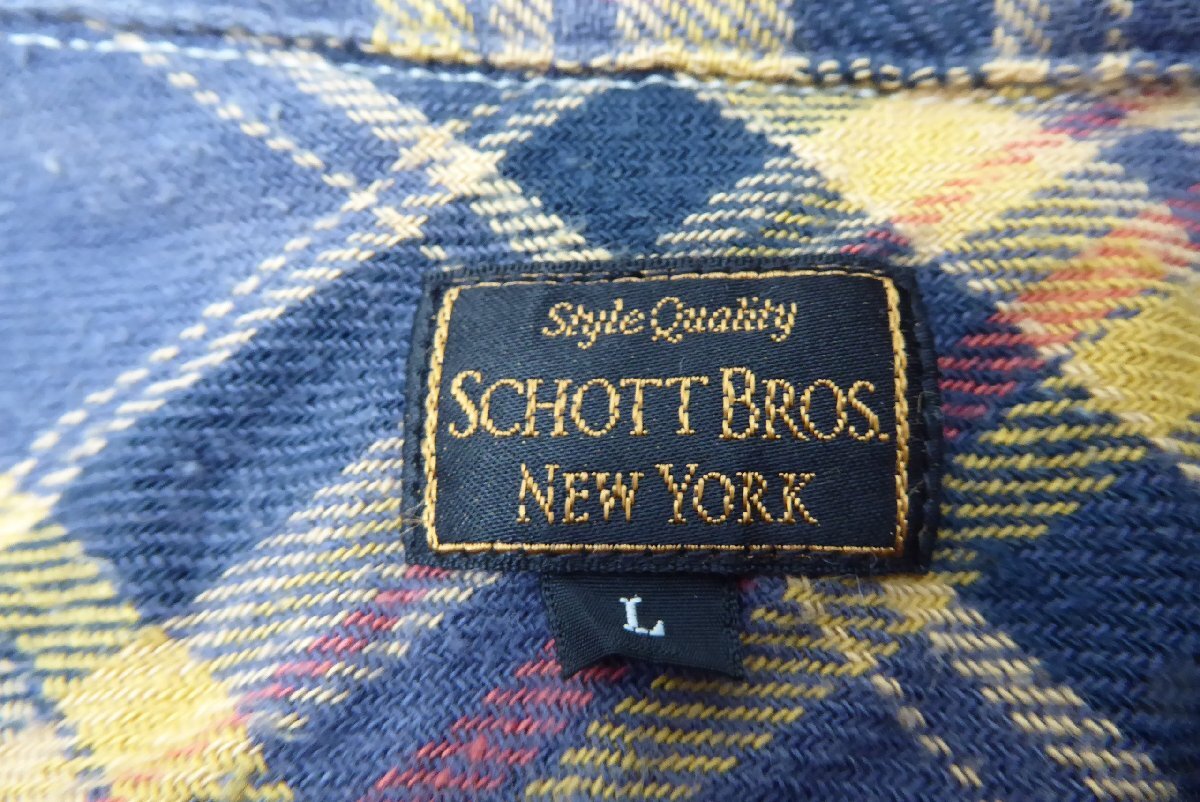 Style Quality
SCHOTT BROS.
NEW YORK
L